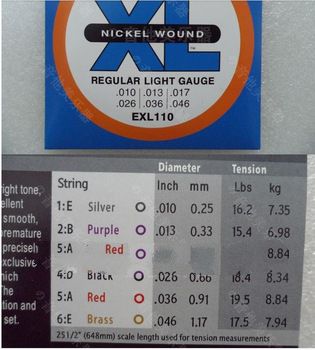 XL
NICKEL WOUND
REGULAR LIGHT GAUGE
.010 .013 .017
.026 .036 .046
EXL110
Diameter Tension
String Inch mm Lbs kg
1:E Silver .010 0.25 16.2 7.35
2:B Purple .013 0.33 15.4 6.98
5:A Red 8.84
4:D Black .026 0.66 18.4 8.34
5:A Red .036 0.91 19.5 8.84
6:E Brass .046 1.17 17.5 7.94
25 1/2" (648mm) scale length used for tension measurements
ight tone,
ellent
smooth,
remature
precisel
exclusive
hich
The
tion and
set.